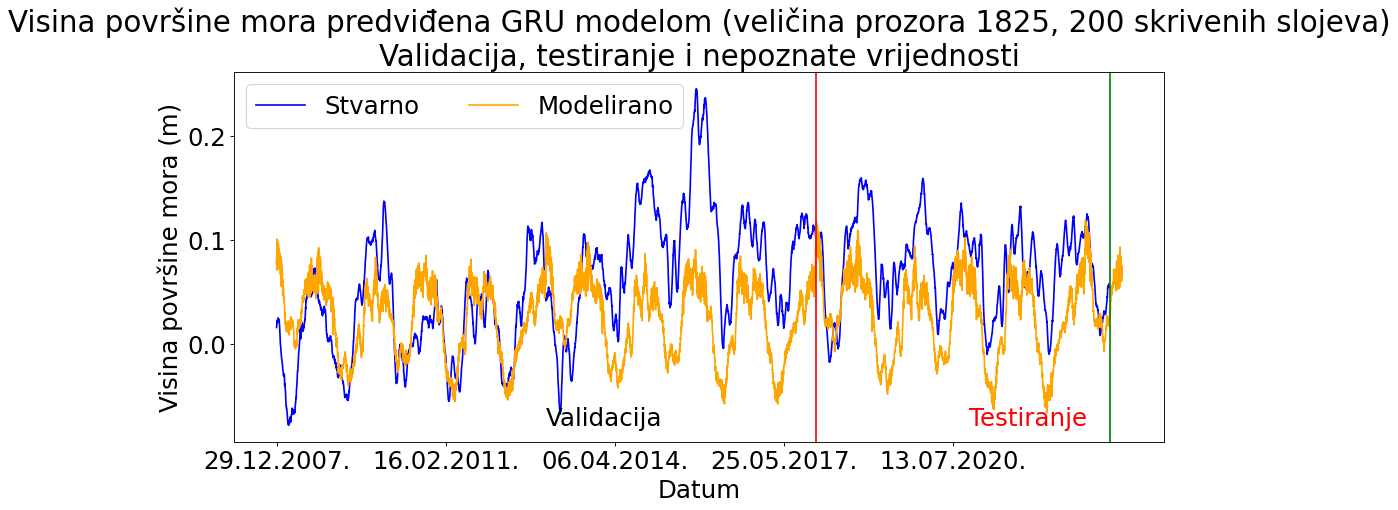 Visina površine mora predviđena GRU modelom (veličina prozora 1825, 200 skrivenih slojeva)
Validacija, testiranje i nepoznate vrijednosti
Stvarno
Modelirano
Visina površine mora (m)
0.2
0.1
0.0
Validacija
Testiranje
29.12.2007.
16.02.2011.
06.04.2014.
25.05.2017.
13.07.2020.
Datum